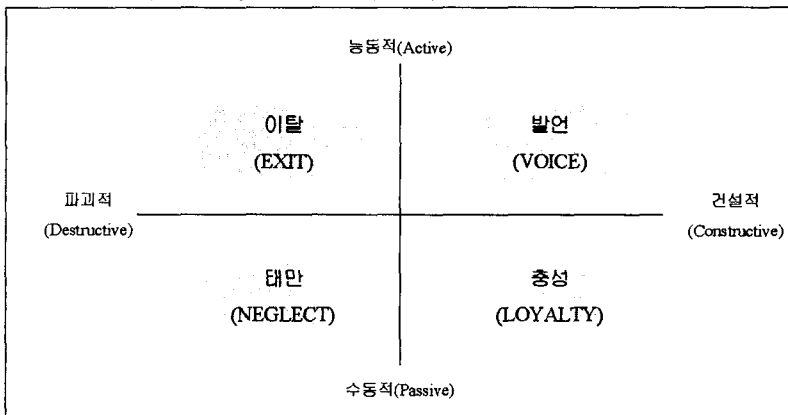 능동적(Active)
이탈
(EXIT)
발언
(VOICE)
파괴적
(Destructive)
건설적
(Constructive)
태만
(NEGLECT)
충성
(LOYALTY)
수동적(Passive)